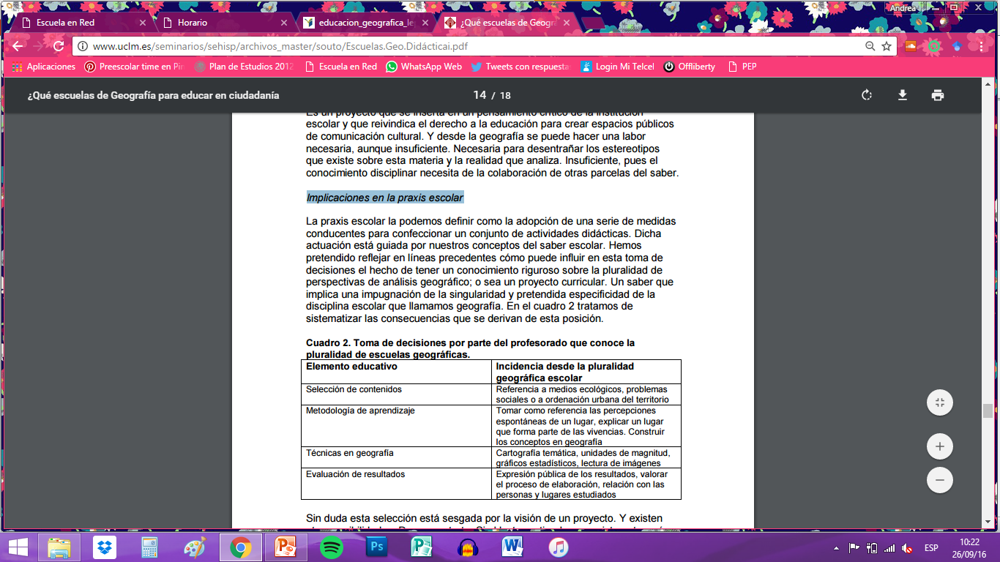 Andrea
Escuela en Red
Horario
educacion_geografica_le
¿Qué escuelas de Geogr
www.uclm.es/seminarios/sehisp/archivos_master/souto/Escuelas.Geo.Didácticai.pdf
Aplicaciones
Preescolar time en Pin
Plan de Estudios 2012
Escuela en Red
WhatsApp Web
Tweets con respuesta
Login Mi Telcel
Offliberty
PEP
¿Qué escuelas de Geografía para educar en ciudadanía
14 / 18
Es un proyecto que se inserta en un pensamiento crítico de la institución
escolar y que reivindica el derecho a la educación para crear espacios públicos
de comunicación cultural. Y desde la geografía se puede hacer una labor
necesaria, aunque insuficiente. Necesaria para desentrañar los estereotipos
que existe sobre esta materia y la realidad que analiza. Insuficiente, pues el
conocimiento disciplinar necesita de la colaboración de otras parcelas del saber.
Implicaciones en la praxis escolar
La praxis escolar la podemos definir como la adopción de una serie de medidas
conducentes para confeccionar un conjunto de actividades didácticas. Dicha
actuación está guiada por nuestros conceptos del saber escolar. Hemos
pretendido reflejar en líneas precedentes cómo puede influir en esta toma de
decisiones el hecho de tener un conocimiento riguroso sobre la pluralidad de
perspectivas de análisis geográfico; o sea un proyecto curricular. Un saber que
implica una impugnación de la singularidad y pretendida especificidad de la
disciplina escolar que llamamos geografía. En el cuadro 2 tratamos de
sistematizar las consecuencias que se derivan de esta posición.
Cuadro 2. Toma de decisiones por parte del profesorado que conoce la
pluralidad de escuelas geográficas.
Elemento educativo
Incidencia desde la pluralidad
geográfica escolar
Selección de contenidos
Referencia a medios ecológicos, problemas
sociales o a ordenación urbana del territorio
Metodología de aprendizaje
Tomar como referencia las percepciones
espontáneas de un lugar, explicar un lugar
que forma parte de las vivencias. Construir
los conceptos en geografía
Técnicas en geografía
Cartografía temática, unidades de magnitud,
gráficos estadísticos, lectura de imágenes
Evaluación de resultados
Expresión pública de los resultados, valorar
el proceso de elaboración, relación con las
personas y lugares estudiados
Sin duda esta selección está sesgada por la visión de un proyecto. Y existen
Ps
ESP
10:22
26/09/16